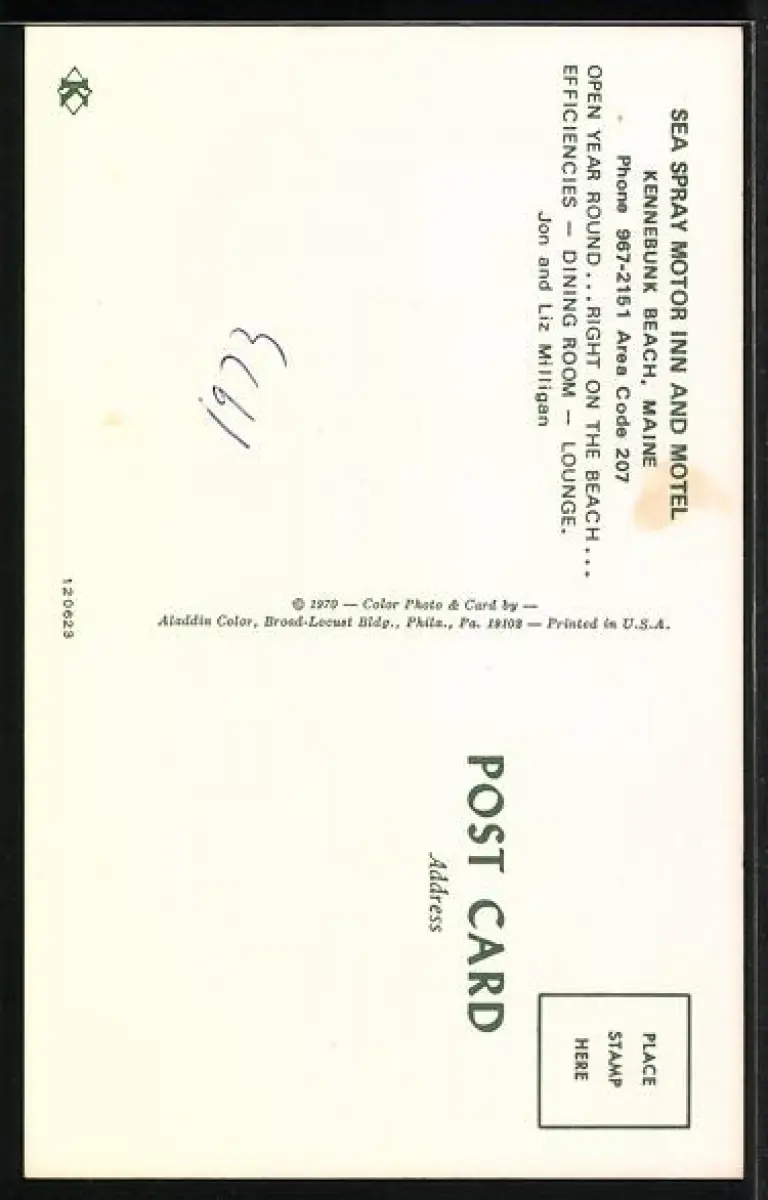 SEA SPRAY MOTOR INN AND MOTEL
KENNEBUNK BEACH, MAINE
Phone 967-2151 Area Code 207
OPEN YEAR ROUND...RIGHT ON THE BEACH...
EFFICIENCIES — DINING ROOM — LOUNGE.
Jon and Liz Milligan
1973
K
120623
© 1970 — Color Photo & Card by —
Aladdin Color, Broad-Locust Bldg., Phila., Pa. 19102 — Printed in U.S.A.
POST CARD
Address
PLACE
STAMP
HERE